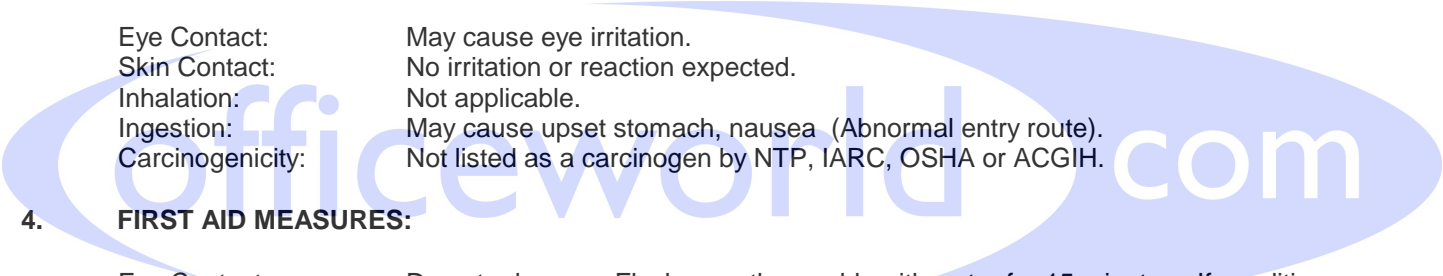 Eye Contact: May cause eye irritation.
Skin Contact: No irritation or reaction expected.
Inhalation: Not applicable.
Ingestion: May cause upset stomach, nausea (Abnormal entry route).
Carcinogenicity: Not listed as a carcinogen by NTP, IARC, OSHA or ACGIH.
officeworld com
4. FIRST AID MEASURES: